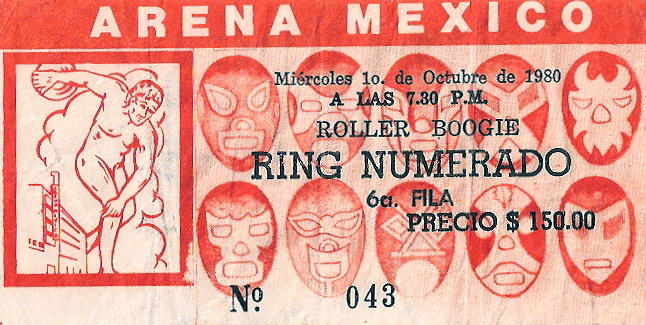 ARENA MEXICO
Miércoles 1o. de Octubre de 1980
A LAS 7.30 P.M.
ROLLER BOOGIE
RING NUMERADO
6a. FILA
PRECIO $ 150.00
Nº 043